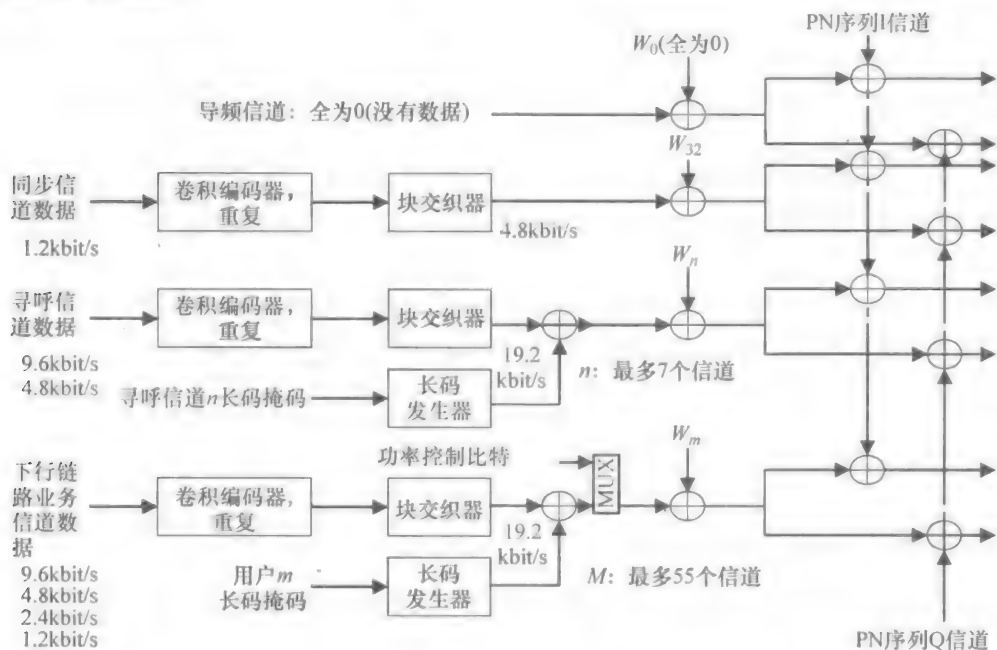 PN序列I信道
W₀(全为0)
导频信道：全为0(没有数据)
W₃₂
同步信
道数据
1.2kbit/s
卷积编码器，
重复
块交织器
4.8kbit/s
Wₙ
寻呼信
道数据
9.6kbit/s
4.8kbit/s
卷积编码器，
重复
块交织器
19.2
kbit/s
n：最多7个信道
寻呼信道n长码掩码
长码
发生器
功率控制比特
MUX
Wₘ
下行链
路业务
信道数
据
9.6kbit/s
4.8kbit/s
2.4kbit/s
1.2kbit/s
卷积编码器，
重复
块交织器
19.2
kbit/s
用户m
长码掩码
长码
发生器
M：最多55个信道
PN序列Q信道